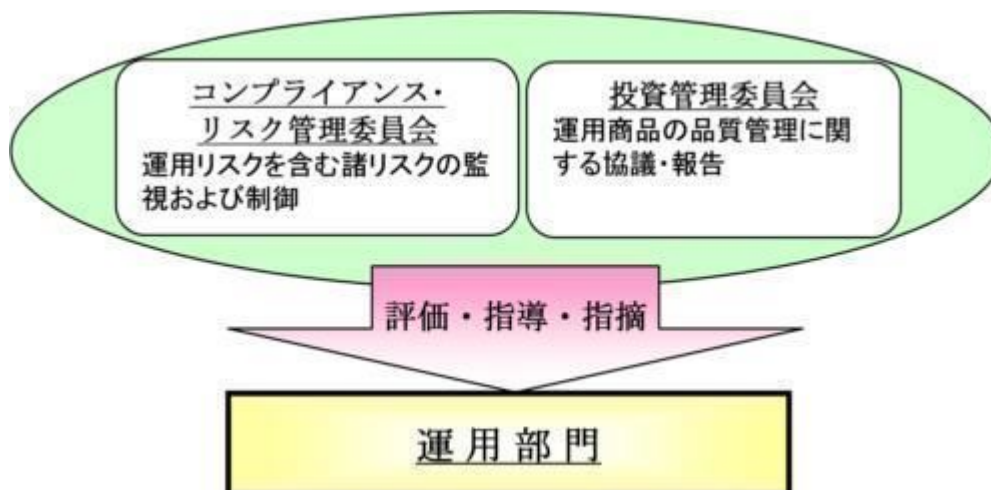 コンプライアンス・
リスク管理委員会
運用リスクを含む諸リスクの監
視および制御
投資管理委員会
運用商品の品質管理に関
する協議・報告
評価・指導・指摘
運用部門